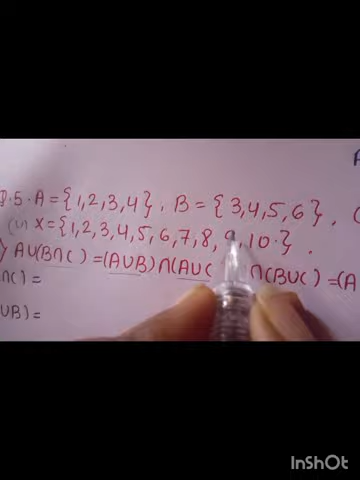 Q.5. A = {1,2,3,4}, B = {3,4,5,6},
X = {1,2,3,4,5,6,7,8,9,10.}.
) A∪(B∩C) = (A∪B)∩(A∪C ∩(B∪C) = (A
∩C) =
∪B) =
InShOt